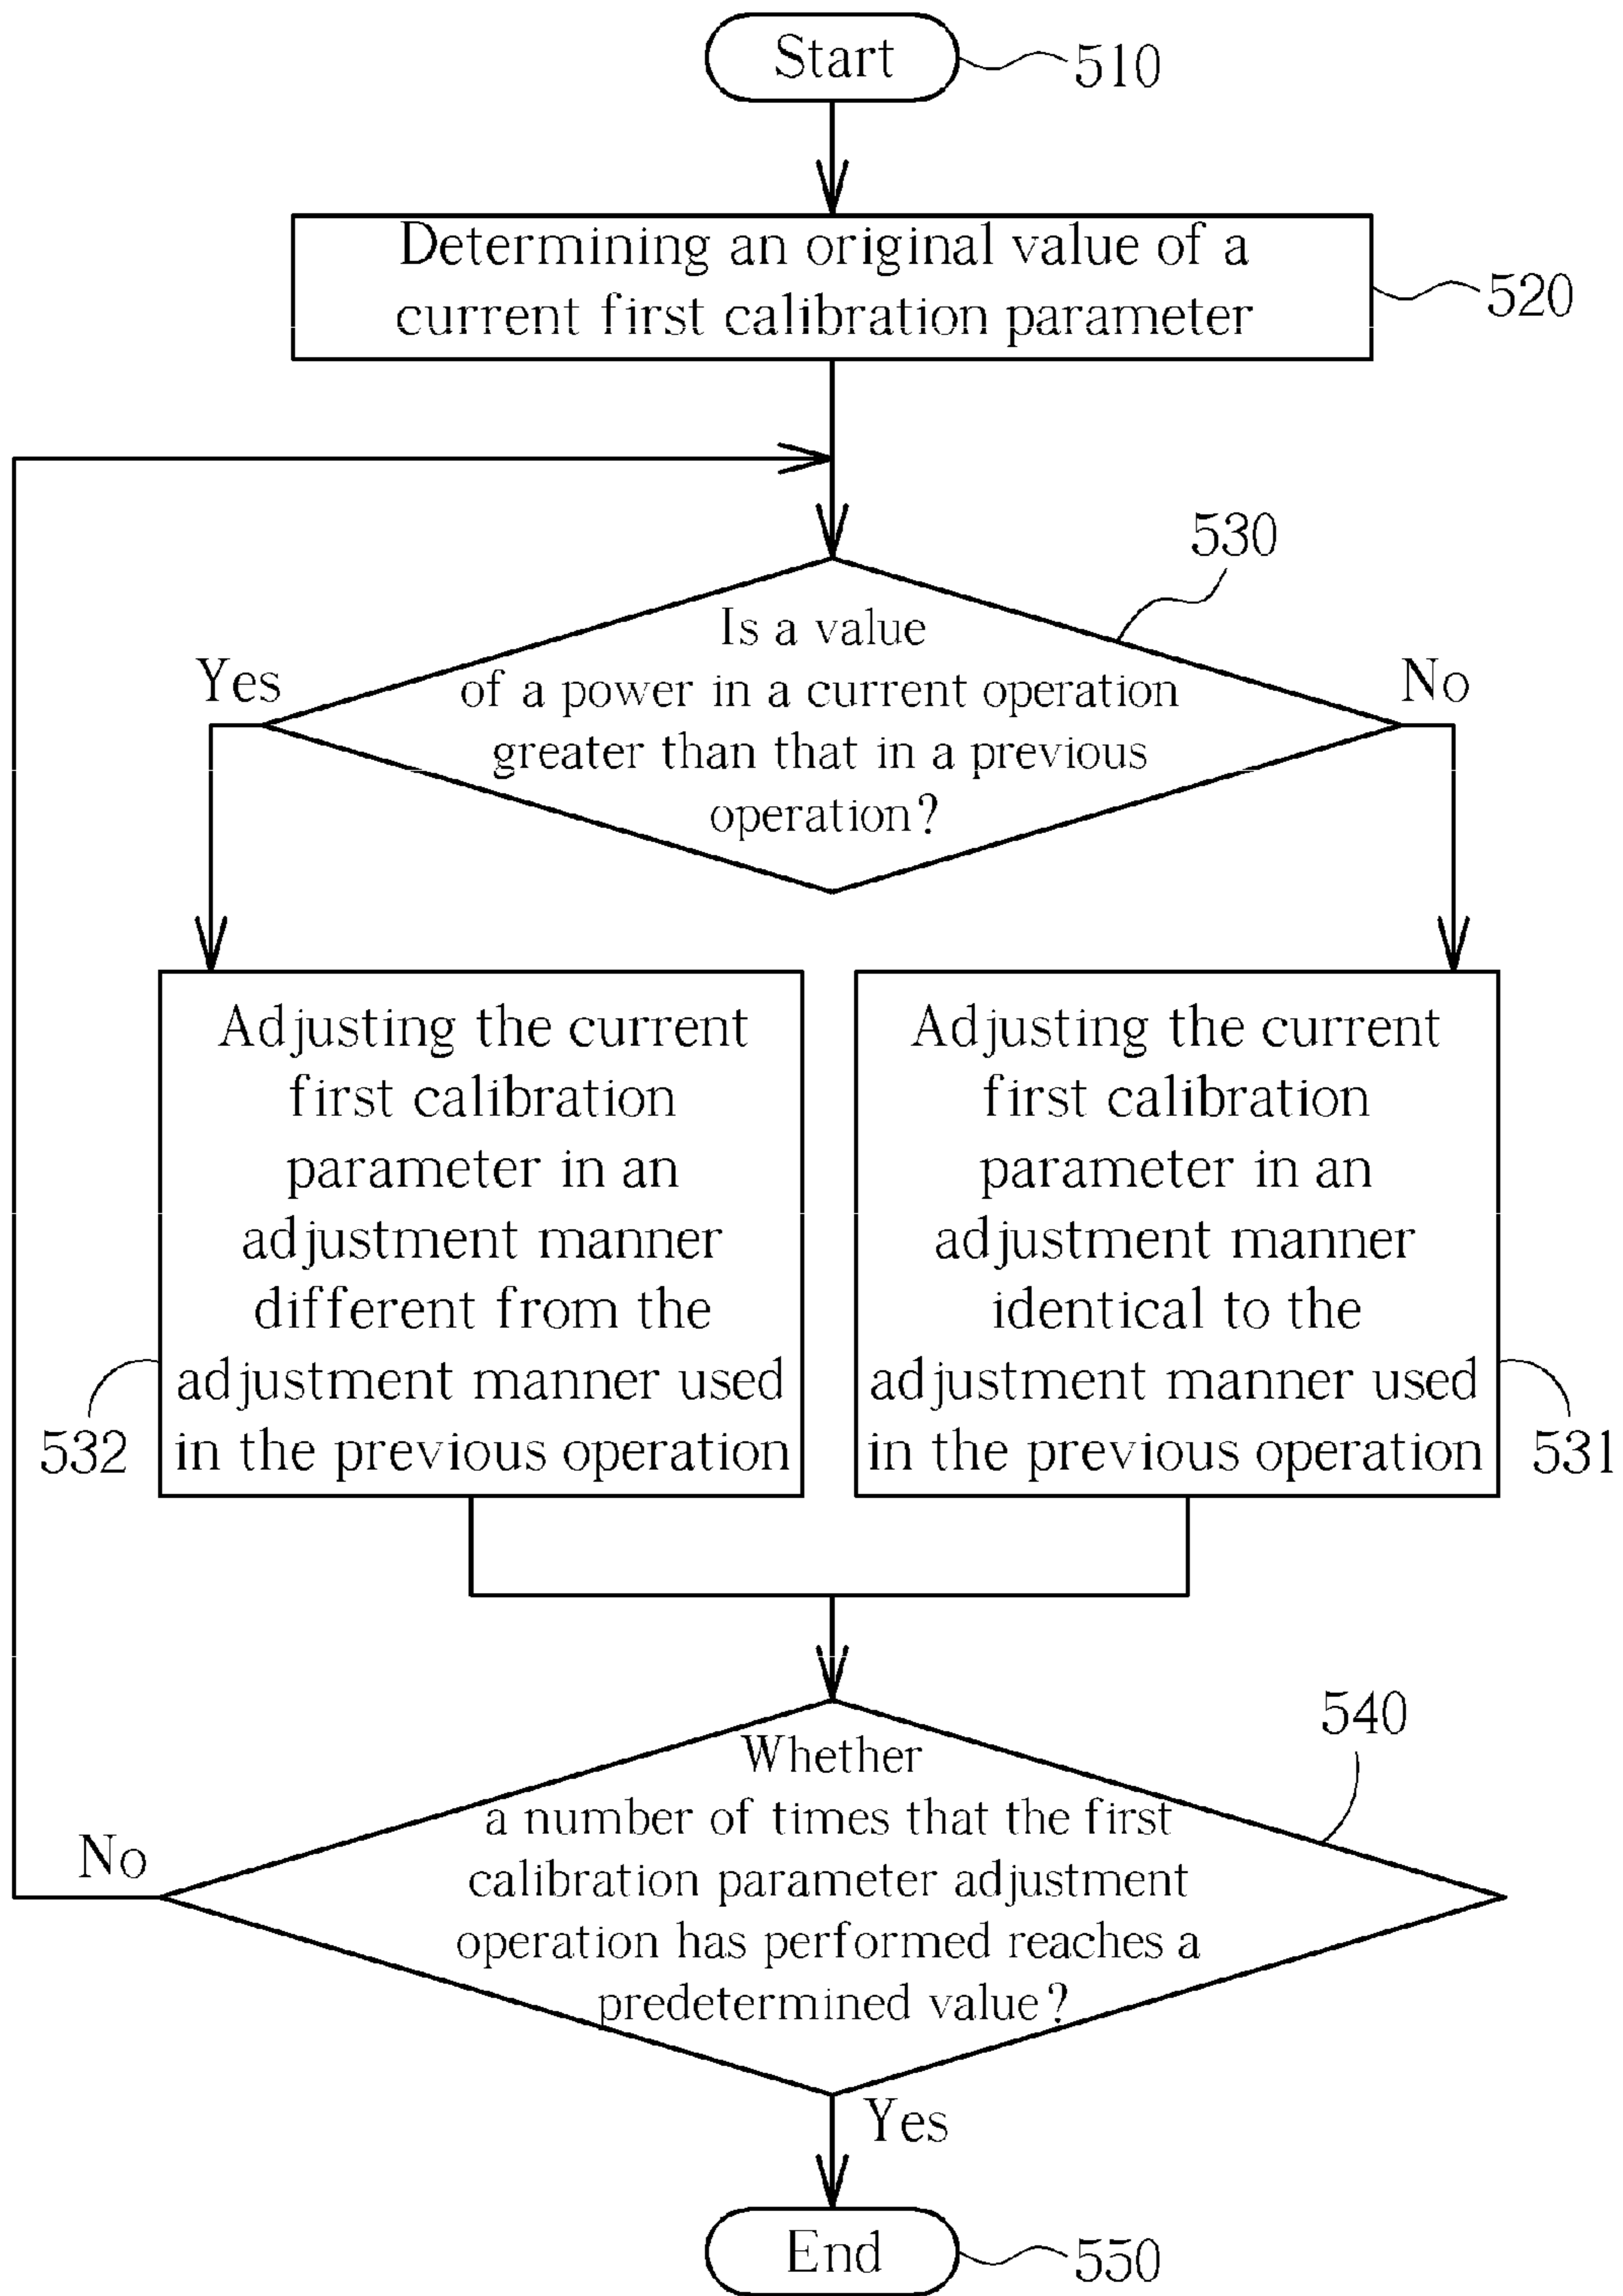 Start
510
Determining an original value of a
current first calibration parameter
520
530
Is a value
of a power in a current operation
greater than that in a previous
operation?
Yes
No
Adjusting the current
first calibration
parameter in an
adjustment manner
different from the
adjustment manner used
in the previous operation
532
Adjusting the current
first calibration
parameter in an
adjustment manner
identical to the
adjustment manner used
in the previous operation
531
540
Whether
a number of times that the first
calibration parameter adjustment
operation has performed reaches a
predetermined value?
No
Yes
End
550